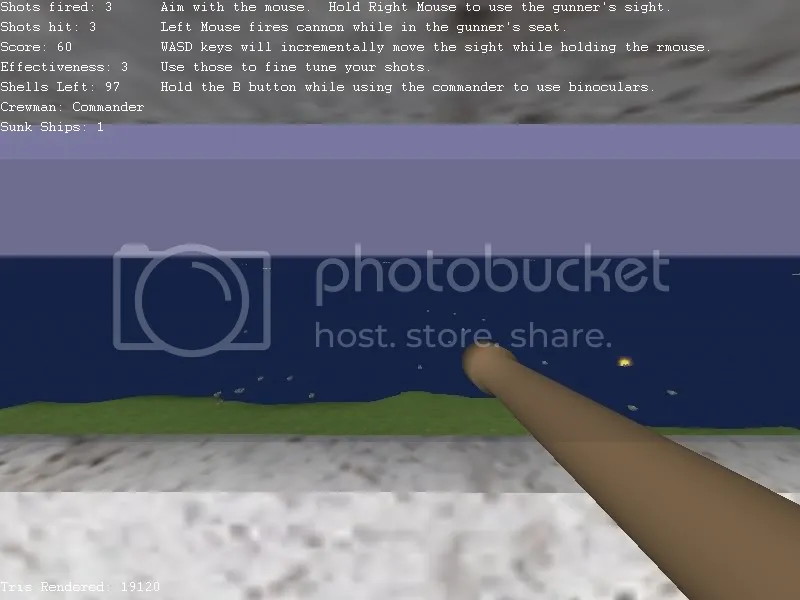 Shots fired: 3 Aim with the mouse. Hold Right Mouse to use the gunner's sight.
Shots hit: 3 Left Mouse fires cannon while in the gunner's seat.
Score: 60 WASD keys will incrementally move the sight while holding the rmouse.
Effectiveness: 3 Use those to fine tune your shots.
Shells Left: 97 Hold the B button while using the commander to use binoculars.
Crewman: Commander
Sunk Ships: 1
photobucket
host. store. share.
Tris Rendered: 19120